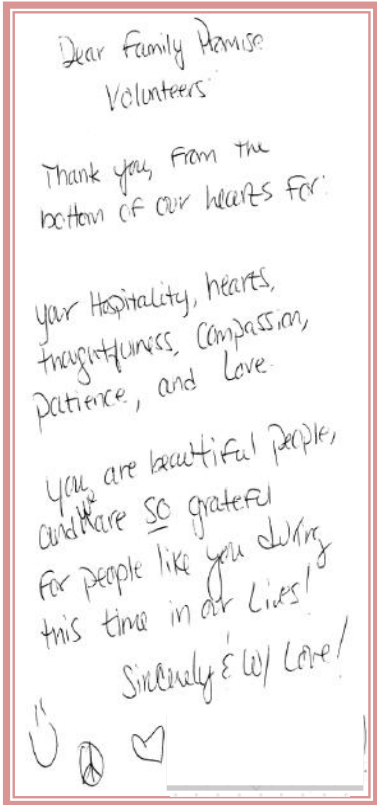 Dear Family Promise
Volunteers
Thank you, From the
bottom of our hearts For:
your Hospitality, hearts,
thoughtfulness, Compassion,
patience, and Love.
you are beautiful people,
and we are SO grateful
For people like you during
this time in our Lives!
Sincerely & w/ Love!